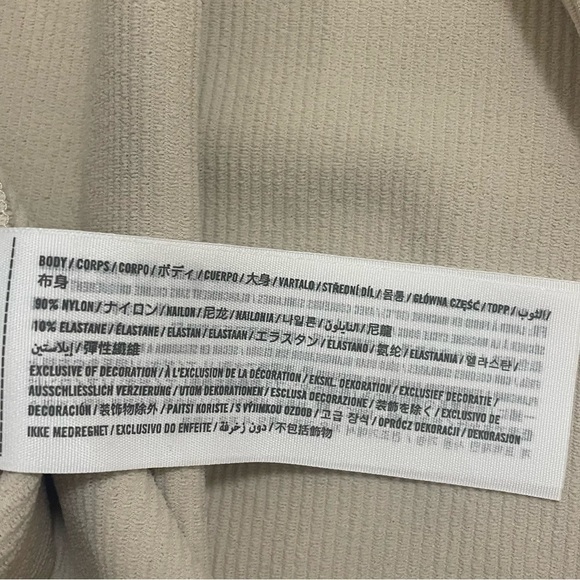 BODY / CORPS / CORPO / ボディ / CUERPO / 大身 / VARTALO / STŘEDNÍ DÍL / 몸통 / GŁÓWNA CZĘŚĆ / TOPP / الثوب /
布身
90% NYLON / ナイロン / NAILON / 尼龙 / NAILONIA / 나일론 / النايلون / 尼龍
10% ELASTANE / ÉLASTANE / ELASTAN / ELASTAAN / エラスタン / ELASTANO / 氨纶 / ELASTAANIA / 엘라스탄 /
إيلاستين / 彈性纖維
EXCLUSIVE OF DECORATION / À L'EXCLUSION DE LA DÉCORATION / EKSKL. DEKORATION / EXCLUSIEF DECORATIE /
AUSSCHLIESSLICH VERZIERUNG / UTOM DEKORATIONEN / ESCLUSA DECORAZIONE / 装飾を除く / EXCLUSIVO DE
DECORACIÓN / 装饰物除外 / PAITSI KORISTE / S VÝJIMKOU OZDOB / 고급 장식 / OPRÓCZ DEKORACJI / DEKORASJON
IKKE MEDREGNET / EXCLUSIVO DO ENFEITE / دون زخرفة / 不包括飾物